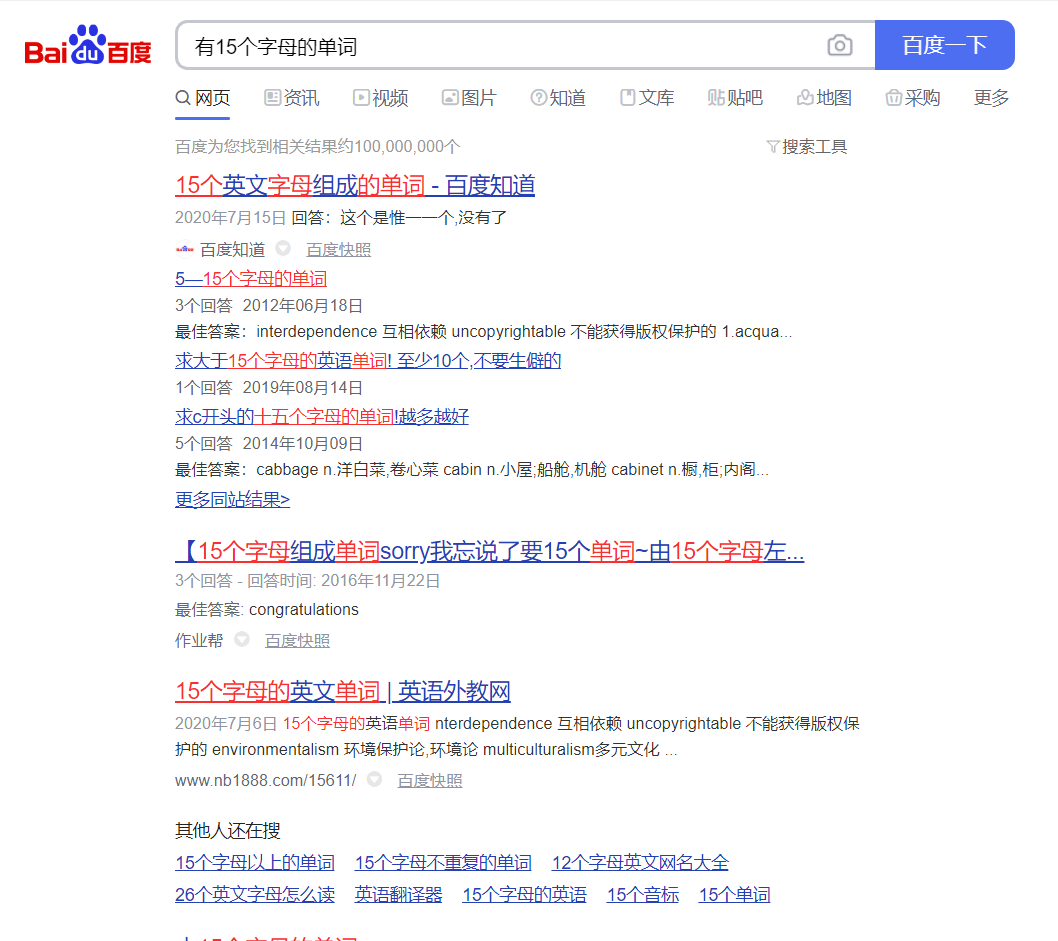 Baidu百度 有15个字母的单词 百度一下
网页 资讯 视频 图片 知道 文库 贴吧 地图 采购 更多
百度为您找到相关结果约100,000,000个 搜索工具
15个英文字母组成的单词 - 百度知道
2020年7月15日 回答：这个是惟一一个,没有了
百度知道 百度快照
5—15个字母的单词
3个回答 2012年06月18日
最佳答案：interdependence 互相依赖 uncopyrightable 不能获得版权保护的 1.acqua...
求大于15个字母的英语单词! 至少10个,不要生僻的
1个回答 2019年08月14日
求c开头的十五个字母的单词!越多越好
5个回答 2014年10月09日
最佳答案：cabbage n.洋白菜,卷心菜 cabin n.小屋;船舱,机舱 cabinet n.橱,柜;内阁...
更多同站结果>
【15个字母组成单词sorry我忘说了要15个单词~由15个字母左...
3个回答 - 回答时间: 2016年11月22日
最佳答案: congratulations
作业帮 百度快照
15个字母的英文单词 | 英语外教网
2020年7月6日 15个字母的英语单词 nterdependence 互相依赖 uncopyrightable 不能获得版权保
护的 environmentalism 环境保护论,环境论 multiculturalism多元文化 ...
www.nb1888.com/15611/ 百度快照
其他人还在搜
15个字母以上的单词 15个字母不重复的单词 12个字母英文网名大全
26个英文字母怎么读 英语翻译器 15个字母的英语 15个音标 15个单词